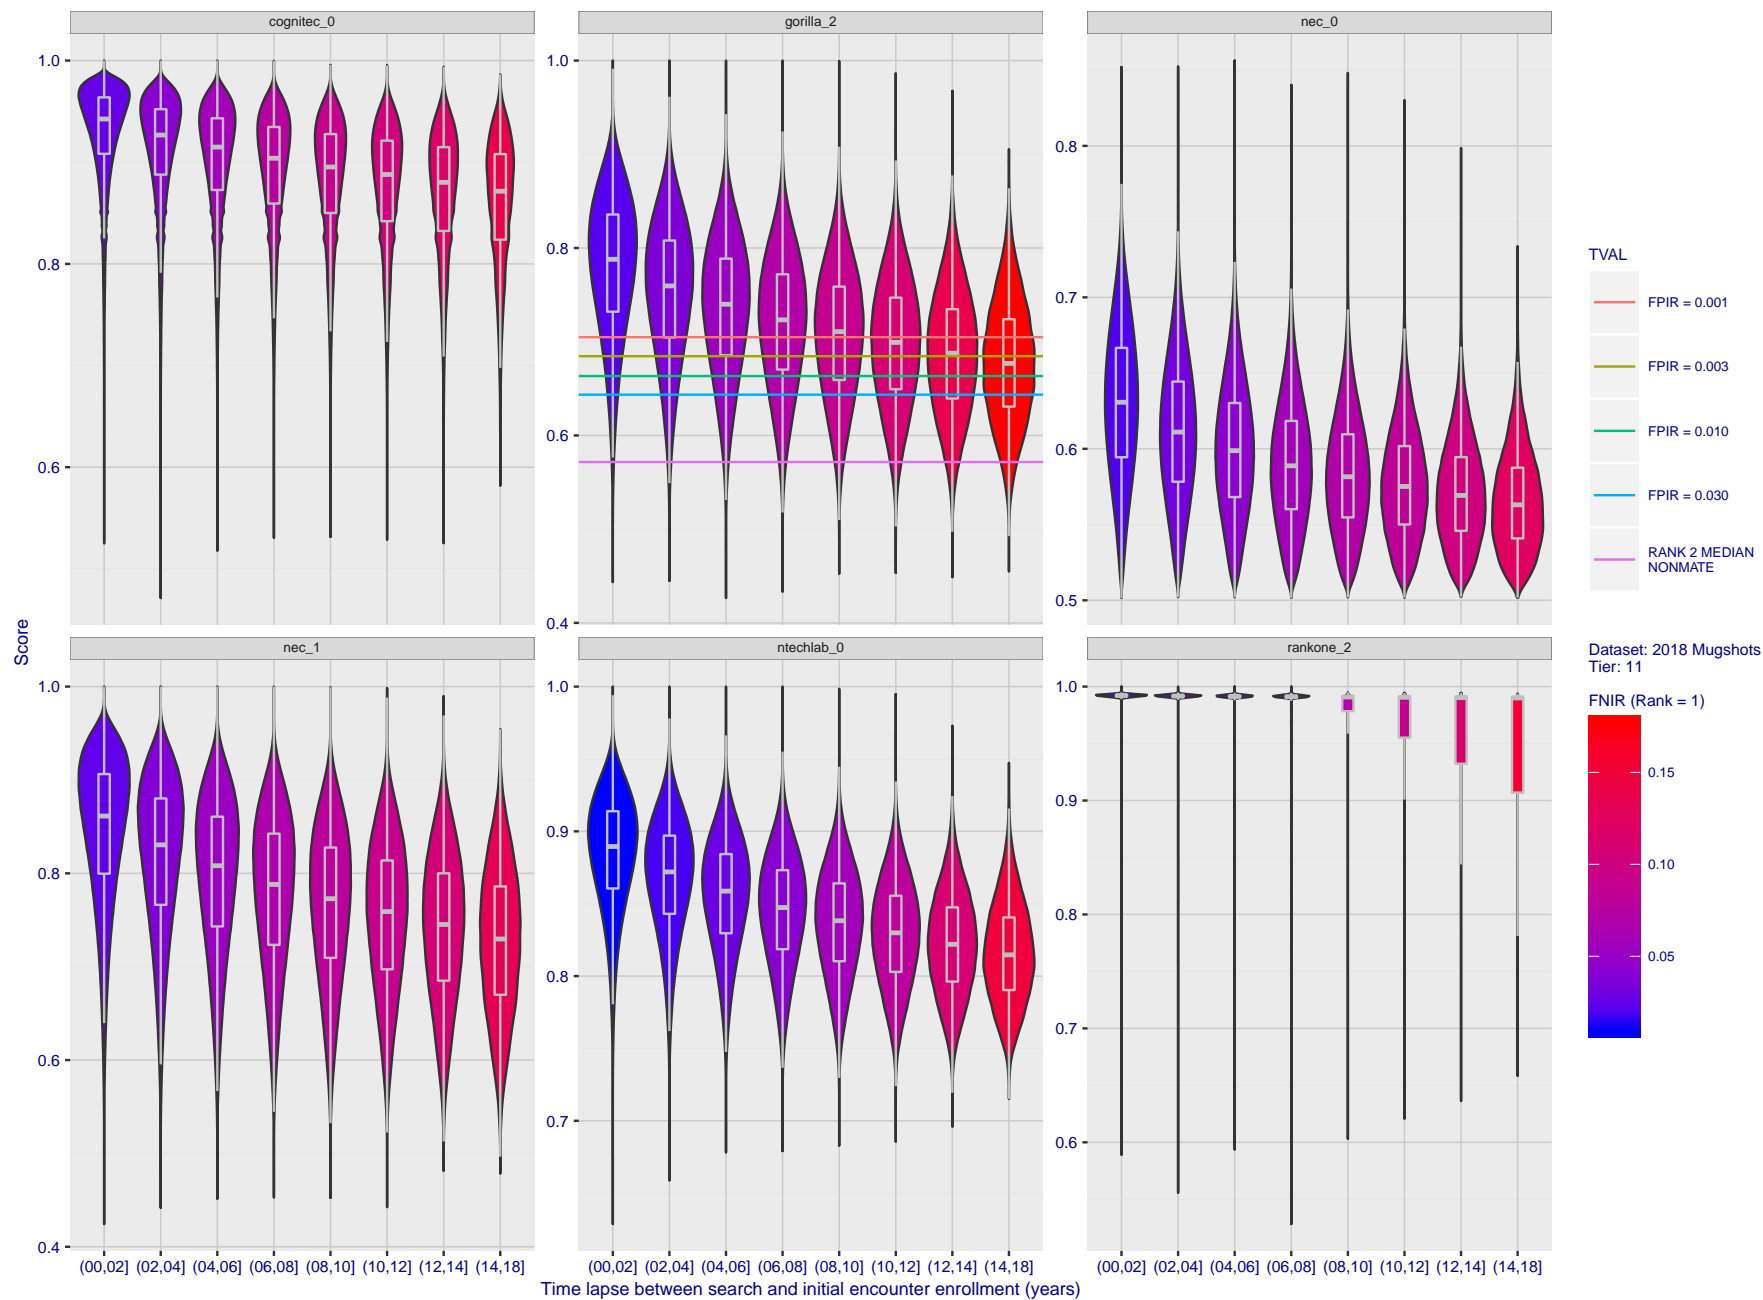 cognitec_0
gorilla_2
nec_0
1.0
0.8
0.6
1.0
0.8
0.6
0.4
0.8
0.7
0.6
0.5
nec_1
ntechlab_0
rankone_2
1.0
0.8
0.6
0.4
1.0
0.9
0.8
0.7
1.0
0.9
0.8
0.7
0.6
(00,02] (02,04] (04,06] (06,08] (08,10] (10,12] (12,14] (14,18]
(00,02] (02,04] (04,06] (06,08] (08,10] (10,12] (12,14] (14,18]
(00,02] (02,04] (04,06] (06,08] (08,10] (10,12] (12,14] (14,18]
Score
Time lapse between search and initial encounter enrollment (years)
TVAL
FPIR = 0.001
FPIR = 0.003
FPIR = 0.010
FPIR = 0.030
RANK 2 MEDIAN
NONMATE
Dataset: 2018 Mugshots
Tier: 11
FNIR (Rank = 1)
0.15
0.10
0.05